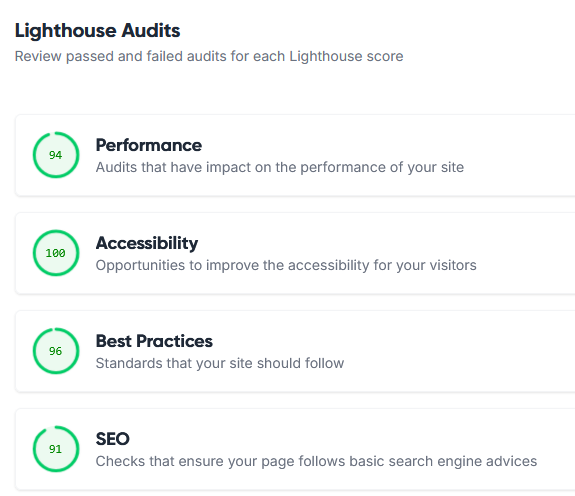 Lighthouse Audits
Review passed and failed audits for each Lighthouse score
94
Performance
Audits that have impact on the performance of your site
100
Accessibility
Opportunities to improve the accessibility for your visitors
96
Best Practices
Standards that your site should follow
91
SEO
Checks that ensure your page follows basic search engine advices